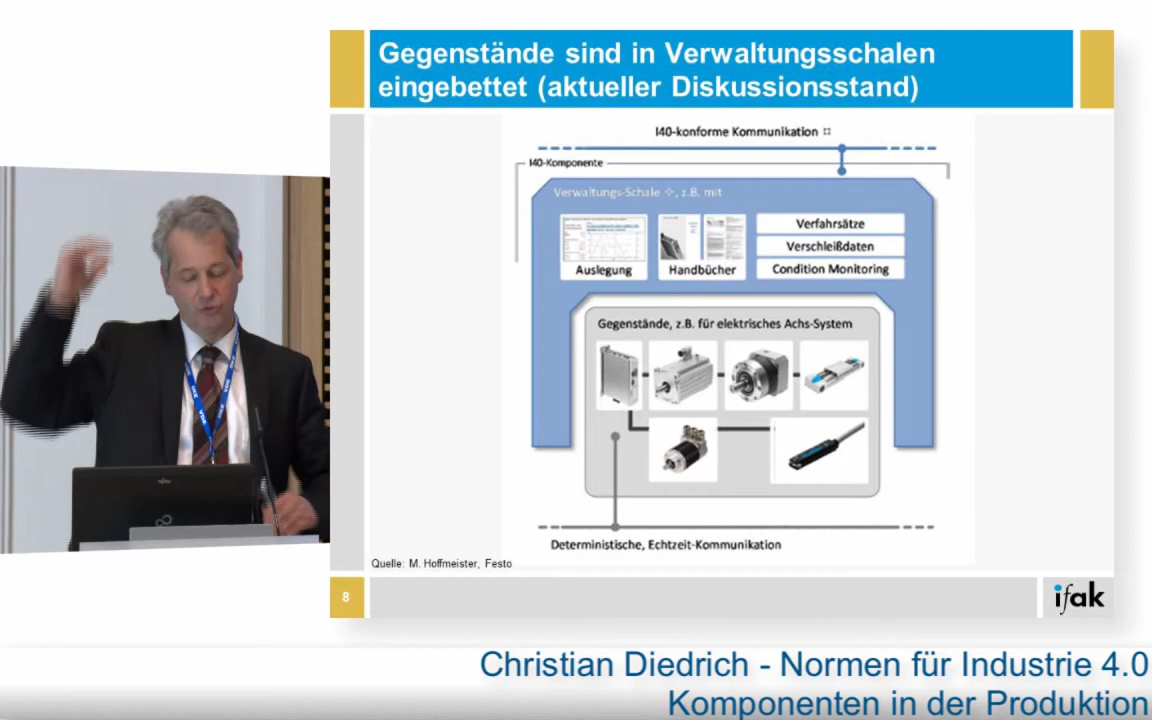 Gegenstände sind in Verwaltungsschalen
eingebettet (aktueller Diskussionsstand)
I40-konforme Kommunikation
I40-Komponente
Verwaltungs-Schale ✧, z.B. mit
Auslegung
Handbücher
Verfahrsätze
Verschleißdaten
Condition Monitoring
Gegenstände, z.B. für elektrisches Achs-System
Deterministische, Echtzeit-Kommunikation
Quelle: M. Hoffmeister, Festo
8
ifak
VDE
Christian Diedrich - Normen für Industrie 4.0
Komponenten in der Produktion